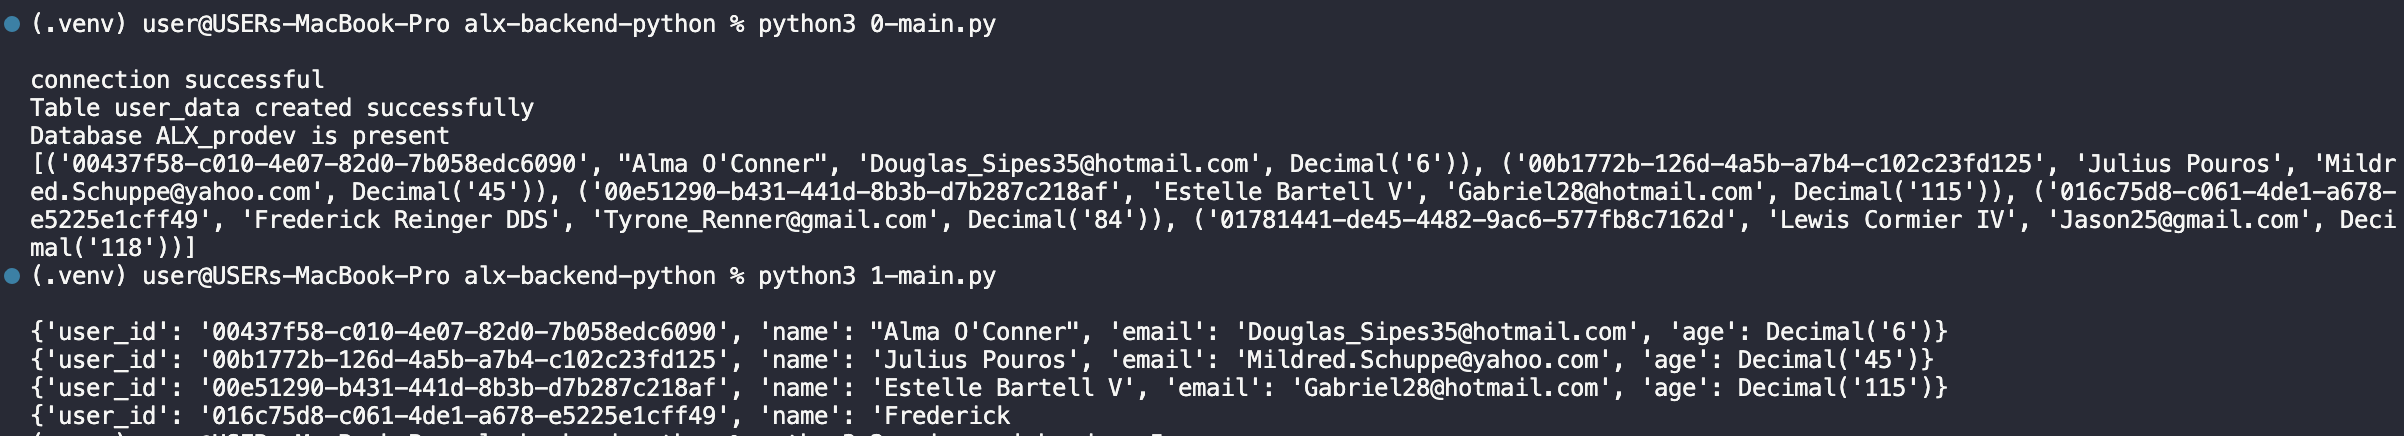 (.venv) user@USERs-MacBook-Pro alx-backend-python % python3 0-main.py
connection successful
Table user_data created successfully
Database ALX_prodev is present
[('00437f58-c010-4e07-82d0-7b058edc6090', "Alma O'Conner", 'Douglas_Sipes35@hotmail.com', Decimal('6')), ('00b1772b-126d-4a5b-a7b4-c102c23fd125', 'Julius Pouros', 'Mildr
ed.Schuppe@yahoo.com', Decimal('45')), ('00e51290-b431-441d-8b3b-d7b287c218af', 'Estelle Bartell V', 'Gabriel28@hotmail.com', Decimal('115')), ('016c75d8-c061-4de1-a678-
e5225e1cff49', 'Frederick Reinger DDS', 'Tyrone_Renner@gmail.com', Decimal('84')), ('01781441-de45-4482-9ac6-577fb8c7162d', 'Lewis Cormier IV', 'Jason25@gmail.com', Deci
mal('118'))]
(.venv) user@USERs-MacBook-Pro alx-backend-python % python3 1-main.py
{'user_id': '00437f58-c010-4e07-82d0-7b058edc6090', 'name': "Alma O'Conner", 'email': 'Douglas_Sipes35@hotmail.com', 'age': Decimal('6')}
{'user_id': '00b1772b-126d-4a5b-a7b4-c102c23fd125', 'name': 'Julius Pouros', 'email': 'Mildred.Schuppe@yahoo.com', 'age': Decimal('45')}
{'user_id': '00e51290-b431-441d-8b3b-d7b287c218af', 'name': 'Estelle Bartell V', 'email': 'Gabriel28@hotmail.com', 'age': Decimal('115')}
{'user_id': '016c75d8-c061-4de1-a678-e5225e1cff49', 'name': 'Frederick